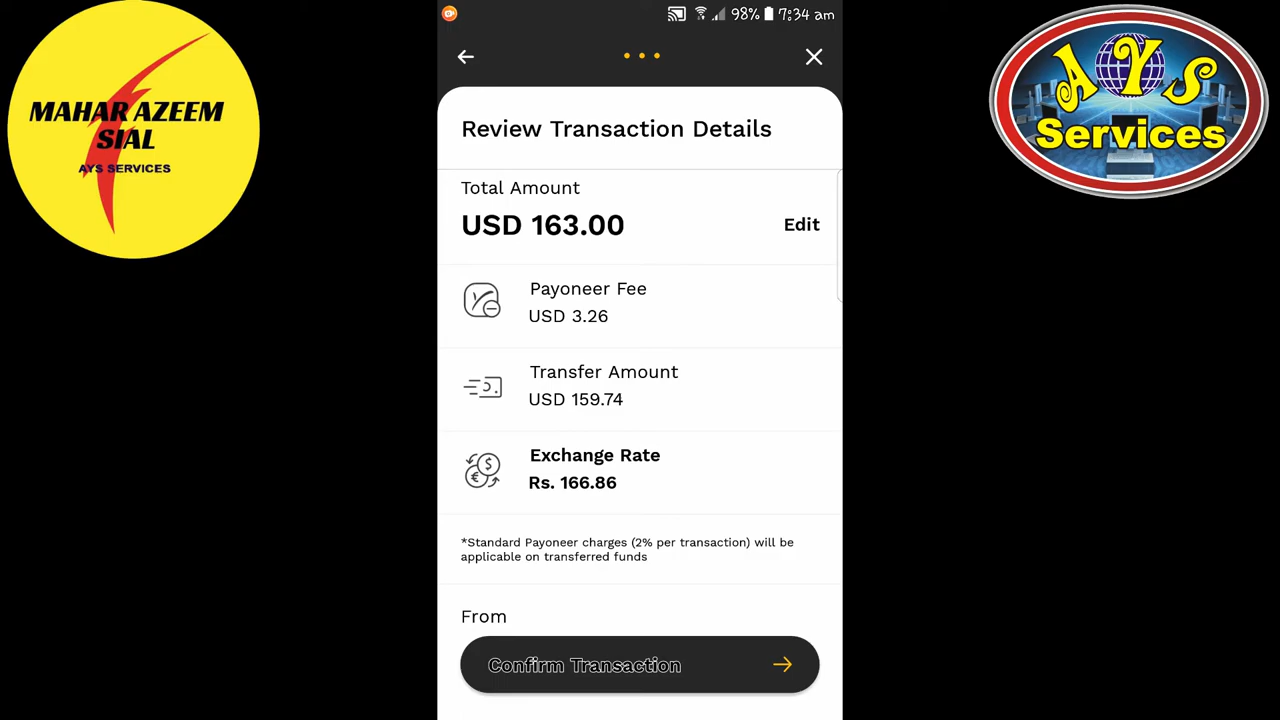 MAHAR AZEEM
SIAL
AYS SERVICES
98% 7:34 am
Review Transaction Details
Total Amount
USD 163.00
Edit
Payoneer Fee
USD 3.26
Transfer Amount
USD 159.74
Exchange Rate
Rs. 166.86
*Standard Payoneer charges (2% per transaction) will be
applicable on transferred funds
From
Confirm Transaction
AYS
Services